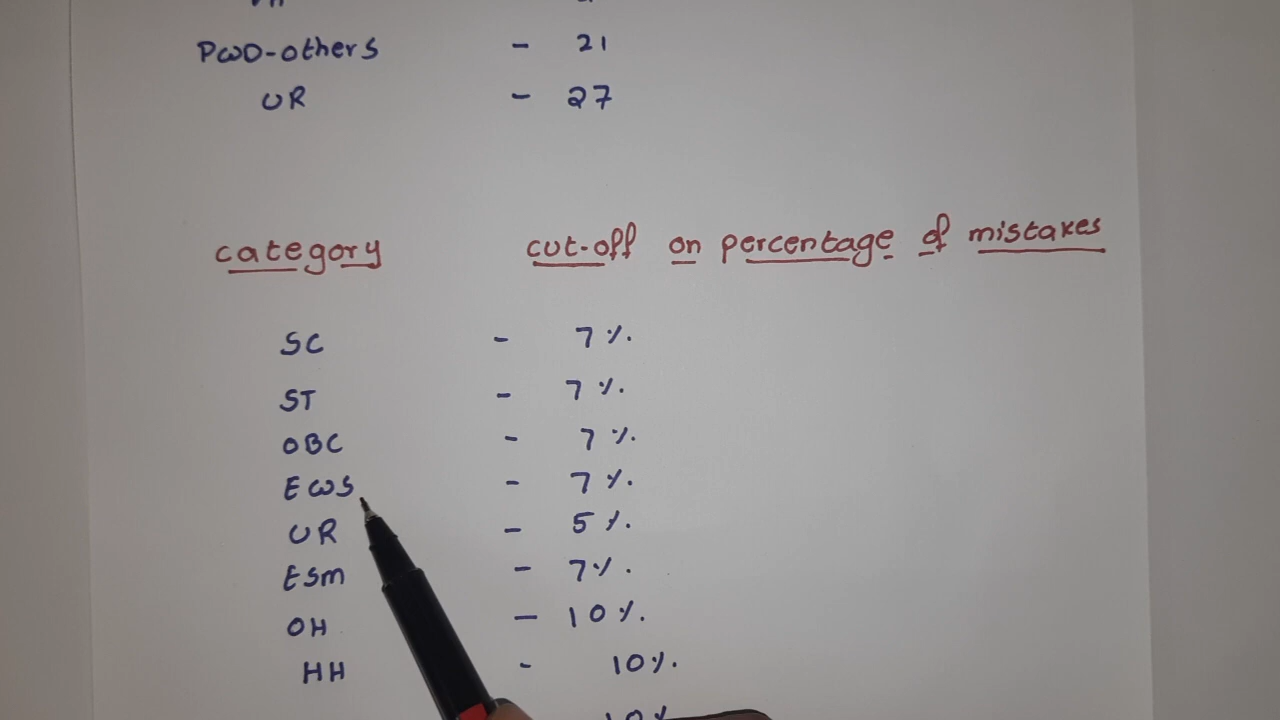 PWD-others - 21
UR - 27
category cut-off on percentage of mistakes
SC - 7%.
ST - 7%.
OBC - 7%.
EWS - 7%.
UR - 5%.
ESM - 7%.
OH - 10%.
HH - 10%.